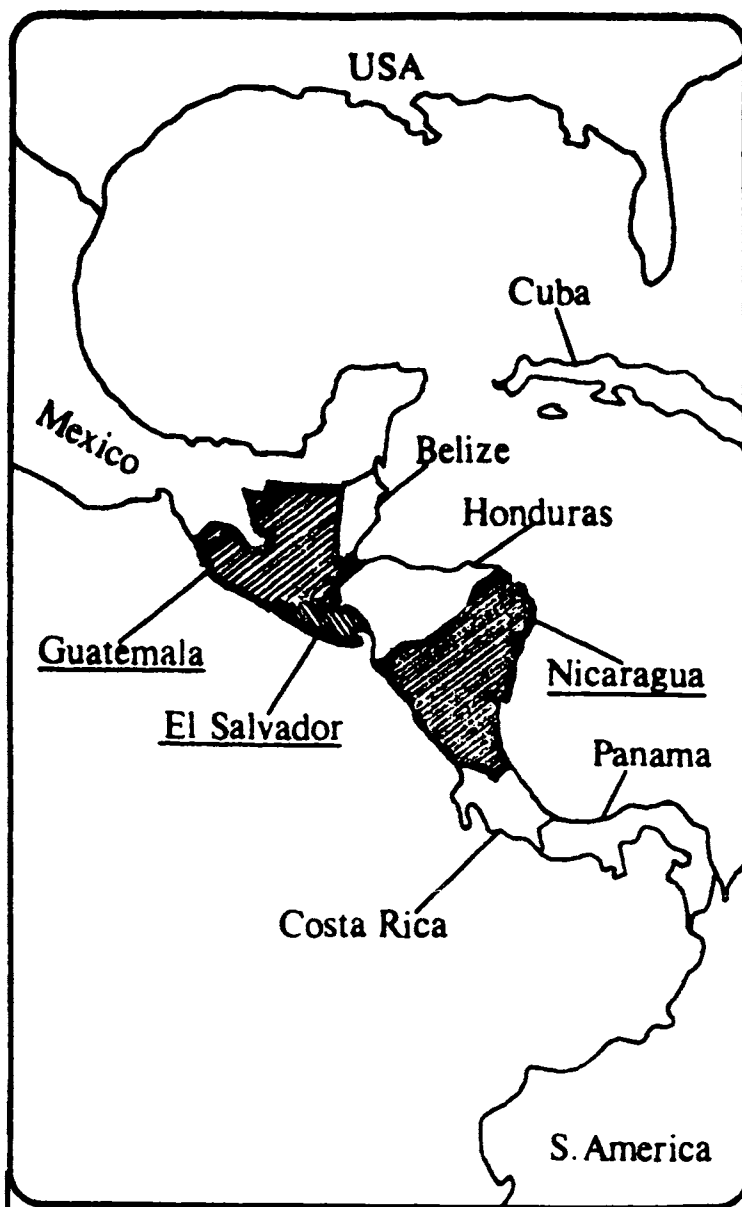 USA
Cuba
Mexico
Belize
Honduras
Guatemala
Nicaragua
El Salvador
Panama
Costa Rica
S. America